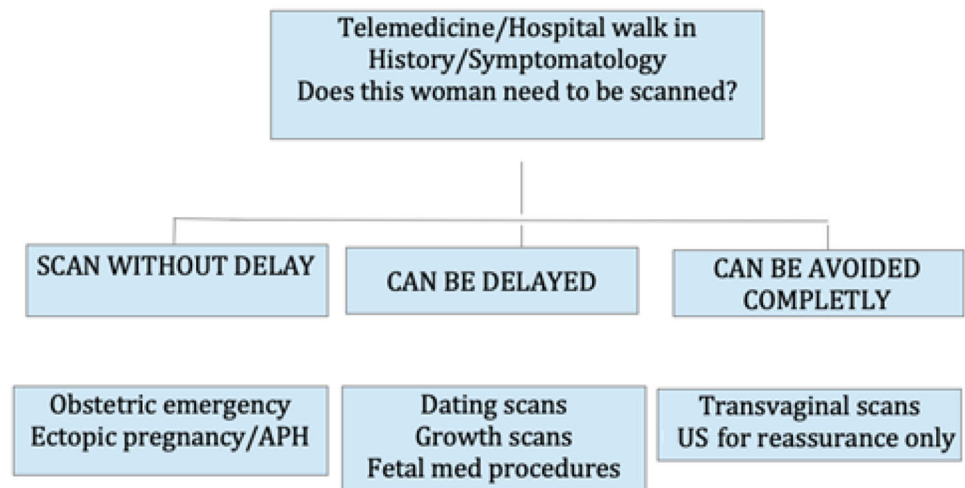 Telemedicine/Hospital walk in
History/Symptomatology
Does this woman need to be scanned?
SCAN WITHOUT DELAY
CAN BE DELAYED
CAN BE AVOIDED
COMPLETLY
Obstetric emergency
Ectopic pregnancy/APH
Dating scans
Growth scans
Fetal med procedures
Transvaginal scans
US for reassurance only